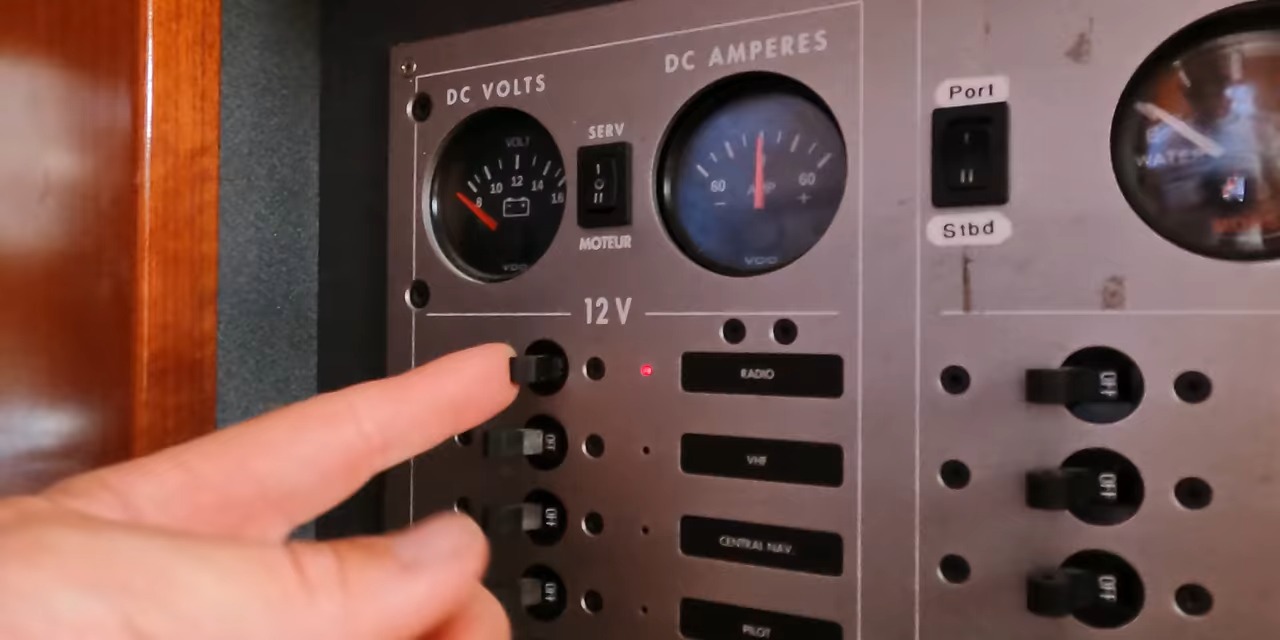 DC VOLTS
VOLT
8 10 12 14 16
VDO
SERV
I
O
II
MOTEUR
DC AMPERES
60 60
AMP
- +
VDO
Port
I
II
Stbd
WATER
12 V
RADIO
OFF
VHF
OFF
CENTRAL NAV.
OFF
PILOT
OFF
OFF
OFF